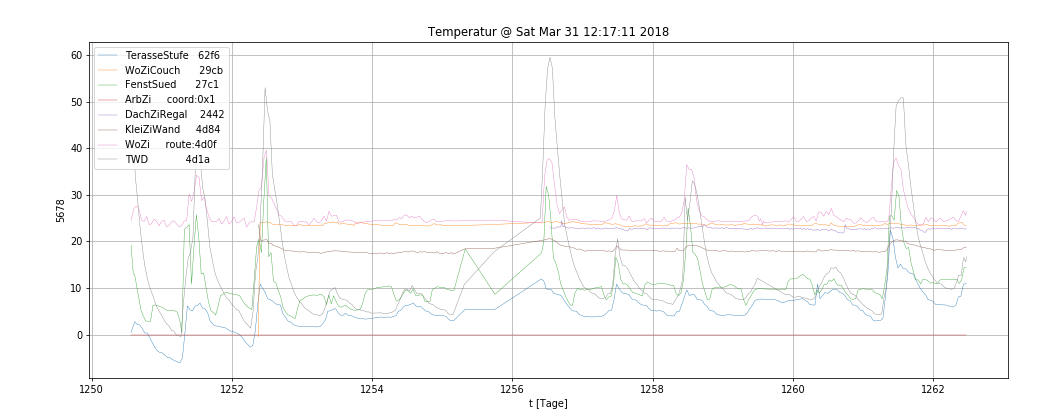 Temperatur @ Sat Mar 31 12:17:11 2018
60
50
40
30
20
10
0
5678
TerasseStufe 62f6
WoZiCouch 29cb
FenstSued 27c1
ArbZi coord:0x1
DachZiRegal 2442
KleiZiWand 4d84
WoZi route:4d0f
TWD 4d1a
1250 1252 1254 1256 1258 1260 1262
t [Tage]